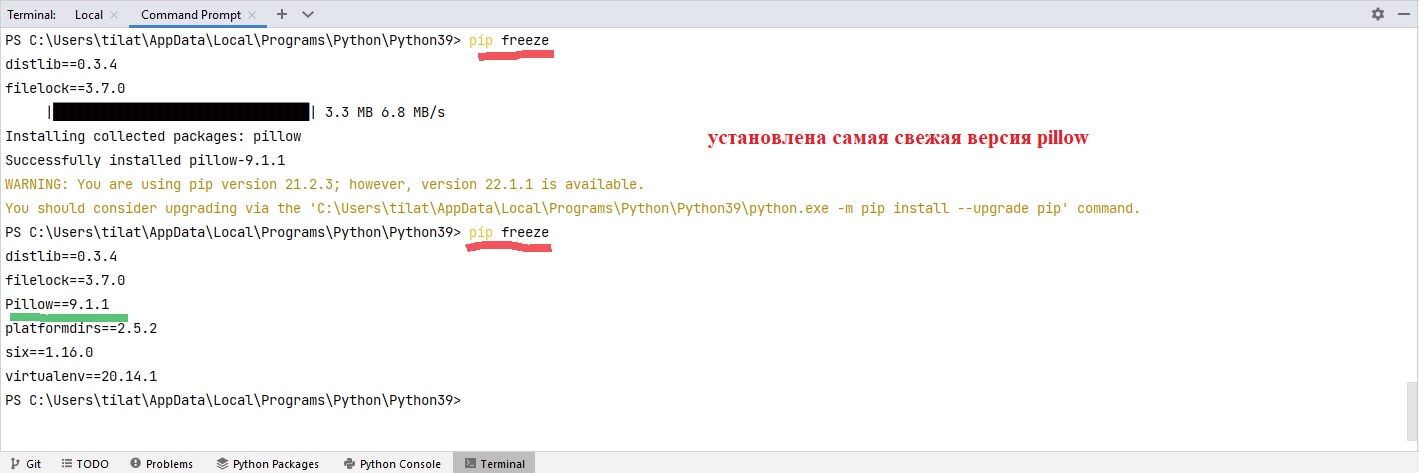 Terminal: Local × Command Prompt ×
PS C:\Users\tilat\AppData\Local\Programs\Python\Python39> pip freeze
distlib==0.3.4
filelock==3.7.0
|████████████████████████████████| 3.3 MB 6.8 MB/s
Installing collected packages: pillow
установлена самая свежая версия pillow
Successfully installed pillow-9.1.1
WARNING: You are using pip version 21.2.3; however, version 22.1.1 is available.
You should consider upgrading via the 'C:\Users\tilat\AppData\Local\Programs\Python\Python39\python.exe -m pip install --upgrade pip' command.
PS C:\Users\tilat\AppData\Local\Programs\Python\Python39> pip freeze
distlib==0.3.4
filelock==3.7.0
Pillow==9.1.1
platformdirs==2.5.2
six==1.16.0
virtualenv==20.14.1
PS C:\Users\tilat\AppData\Local\Programs\Python\Python39>
Git TODO Problems Python Packages Python Console Terminal